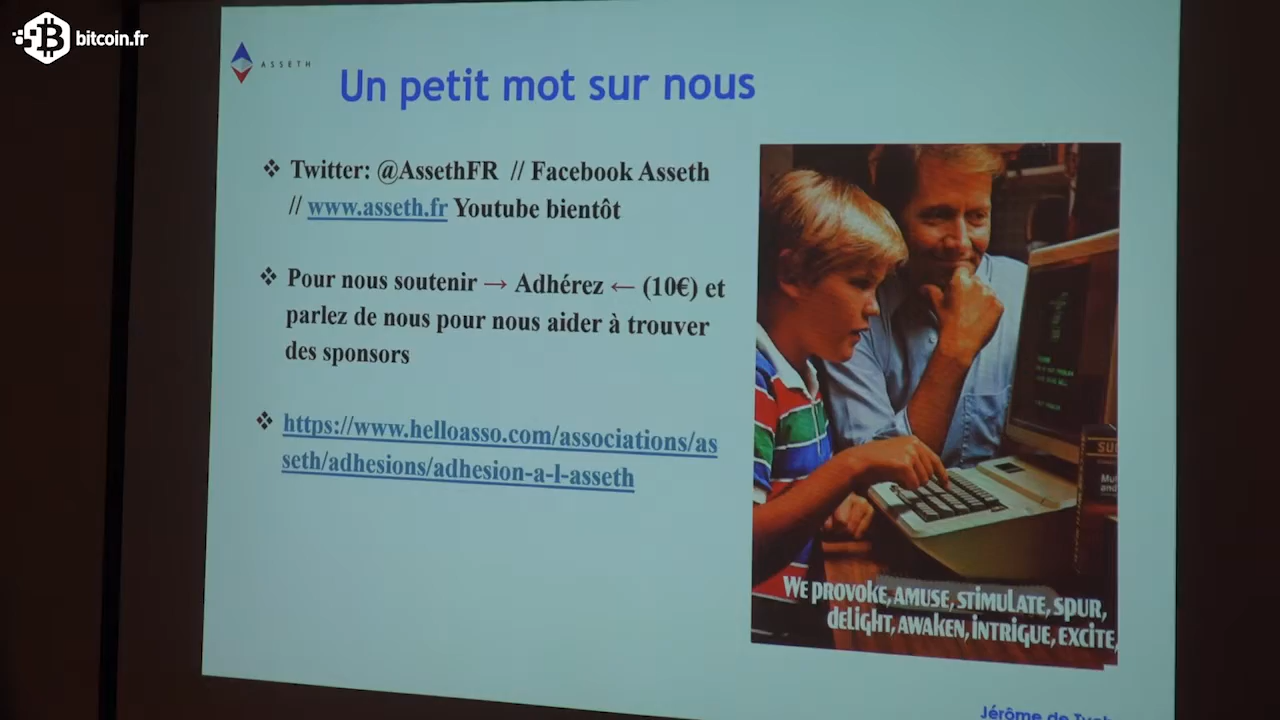 bitcoin.fr
ASSETH
Un petit mot sur nous
Twitter: @AssethFR // Facebook Asseth
// www.asseth.fr Youtube bientôt
Pour nous soutenir → Adhérez ← (10€) et
parlez de nous pour nous aider à trouver
des sponsors
https://www.helloasso.com/associations/as
seth/adhesions/adhesion-a-l-asseth
WE PROVOKE, AMUSE, STIMULATE, SPUR,
DELIGHT, AWAKEN, INTRIGUE, EXCITE,
Jérôme de